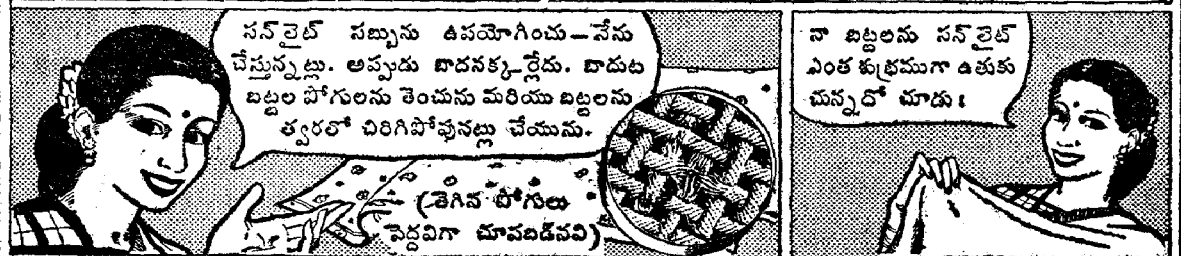 సన్ లైట్ సబ్బును ఉపయోగించు—నేను
చేస్తున్నట్లు. అప్పుడు బాదనక్కర్లేదు. బాదుట
బట్టల పోగులను తెంచును మరియు బట్టలను
త్వరలో చిరిగిపోవునట్లు చేయును.
(తెగిన పోగులు
పెద్దవిగా చూపబడినవి)
నా బట్టలను సన్ లైట్
ఎంత శుభ్రముగా ఉతుకు
చున్నదో చూడు!